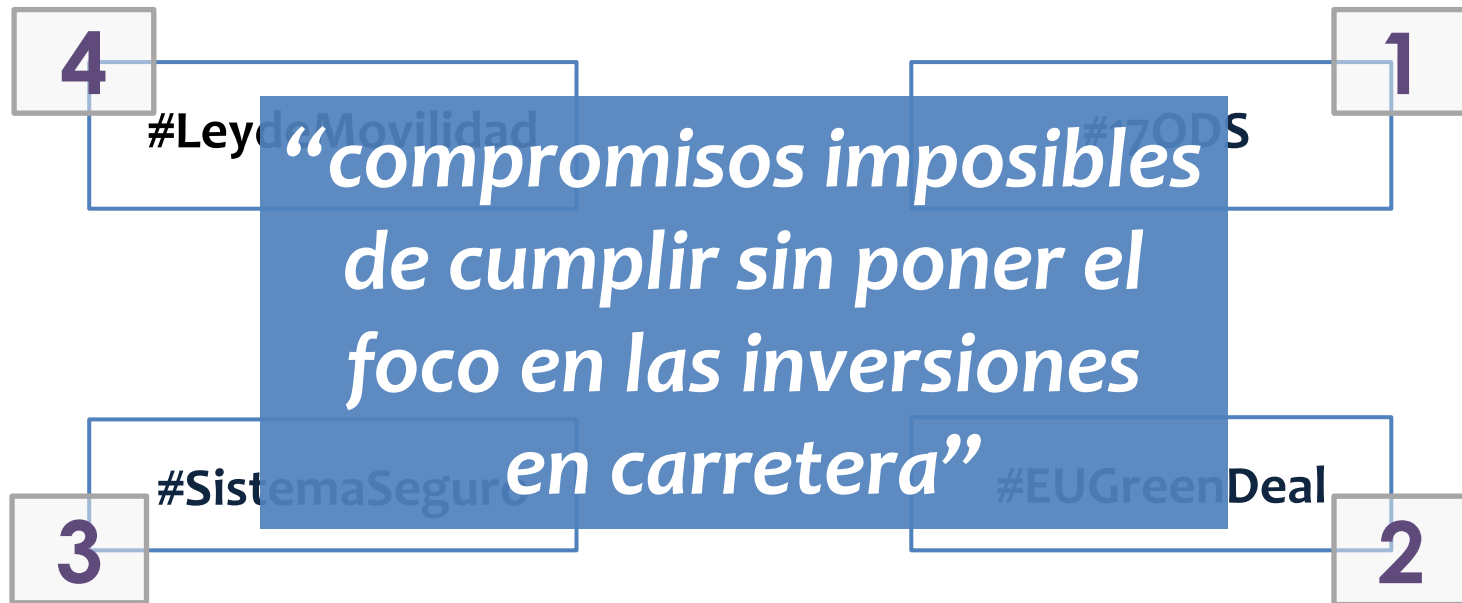 4
1
#LeydeMovilidad
#17ODS
“compromisos imposibles
de cumplir sin poner el
foco en las inversiones
en carretera”
#SistemaSeguro
#EUGreenDeal
3
2